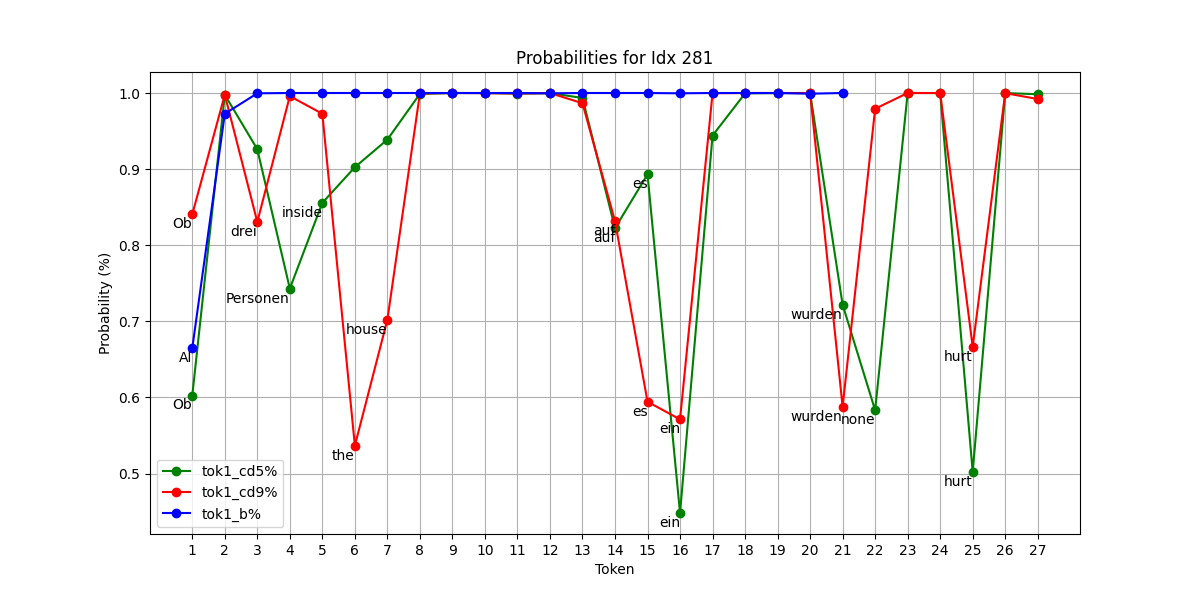 Probabilities for Idx 281
Probability (%)
1.0
0.9
0.8
0.7
0.6
0.5
Ob
drei
inside
Personen
Al
Ob
house
the
auf
auf
es
es
ein
ein
wurden
wurden
none
hurt
hurt
tok1_cd5%
tok1_cd9%
tok1_b%
1 2 3 4 5 6 7 8 9 10 11 12 13 14 15 16 17 18 19 20 21 22 23 24 25 26 27
Token